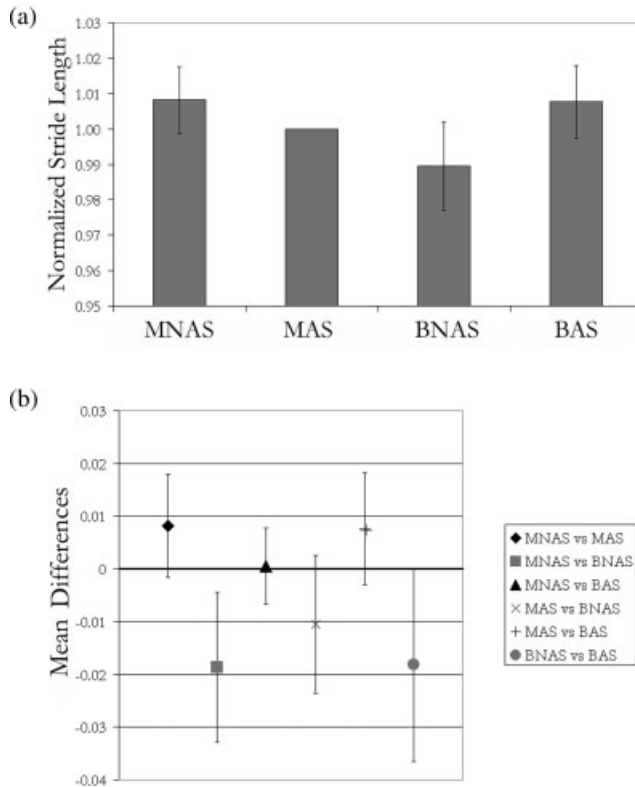 (a)
Normalized Stride Length
1.03
1.02
1.01
1.00
0.99
0.98
0.97
0.96
0.95
MNAS MAS BNAS BAS
(b)
Mean Differences
0.03
0.02
0.01
0
-0.01
-0.02
-0.03
-0.04
MNAS vs MAS
MNAS vs BNAS
MNAS vs BAS
MAS vs BNAS
MAS vs BAS
BNAS vs BAS